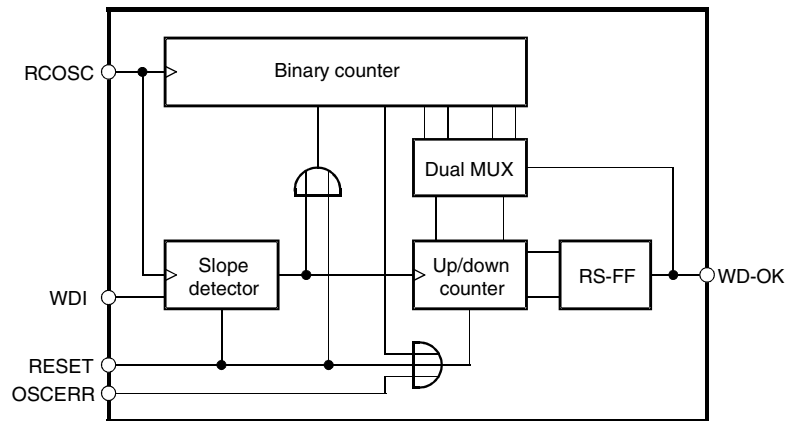 RCOSC
Binary counter
Dual MUX
Slope
detector
Up/down
counter
RS-FF
WD-OK
WDI
RESET
OSCERR